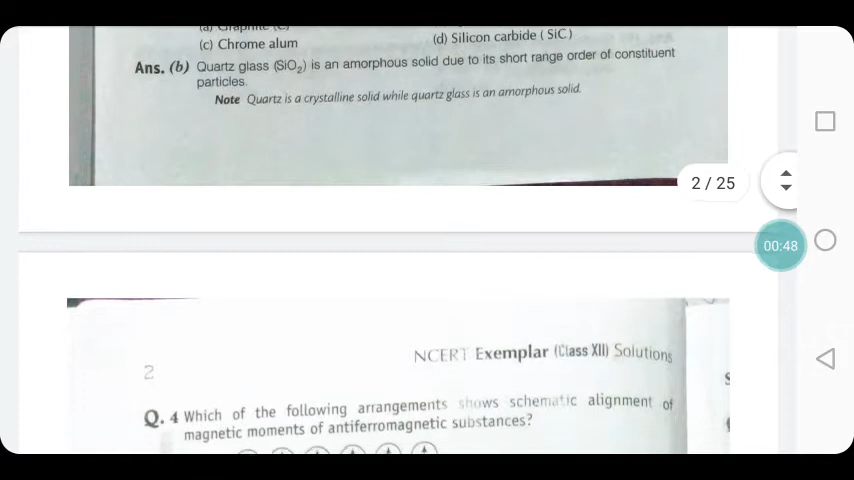 (a) Graphite (C)
(c) Chrome alum (d) Silicon carbide ( SiC)
Ans. (b) Quartz glass (SiO₂) is an amorphous solid due to its short range order of constituent
particles.
Note Quartz is a crystalline solid while quartz glass is an amorphous solid.
2 / 25
00:48
2 NCERT Exemplar (Class XII) Solutions
Q. 4 Which of the following arrangements shows schematic alignment of
magnetic moments of antiferromagnetic substances?